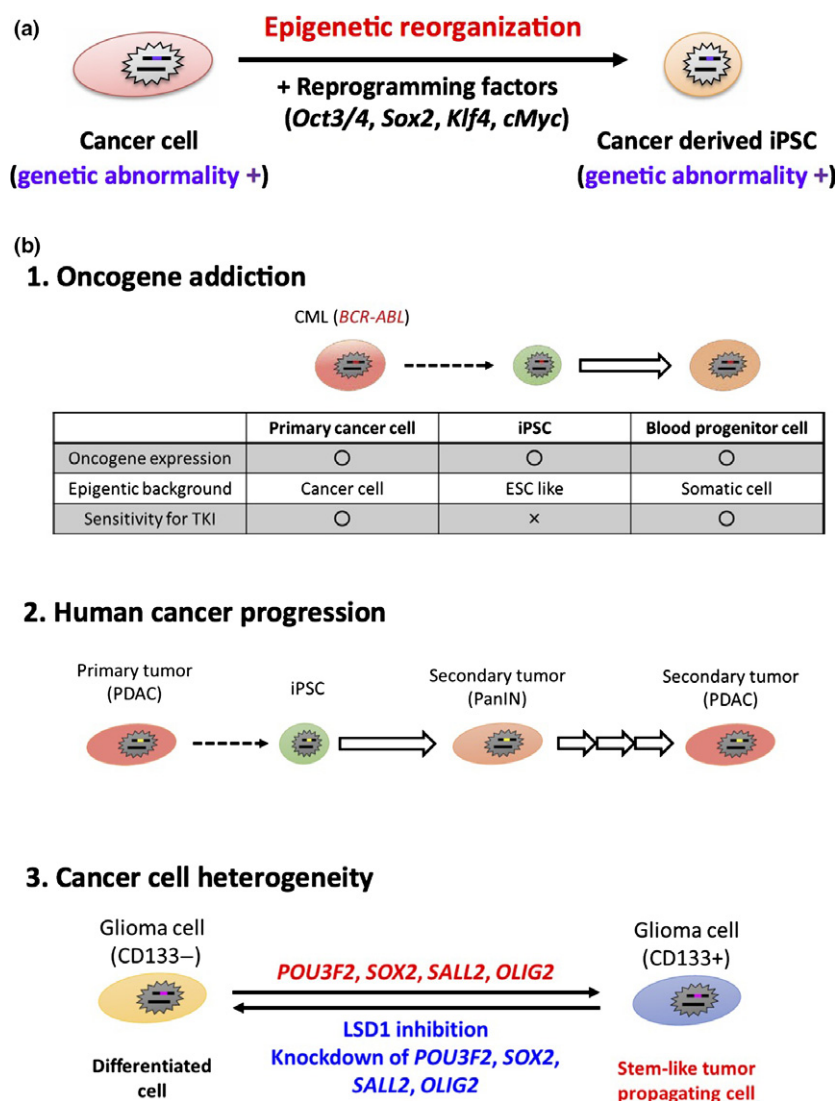 (a)
Epigenetic reorganization
+ Reprogramming factors
(Oct3/4, Sox2, Klf4, cMyc)
Cancer cell
(genetic abnormality +)
Cancer derived iPSC
(genetic abnormality +)
(b)
1. Oncogene addiction
CML (BCR-ABL)
Primary cancer cell iPSC Blood progenitor cell
Oncogene expression ○ ○ ○
Epigentic background Cancer cell ESC like Somatic cell
Sensitivity for TKI ○ × ○
2. Human cancer progression
Primary tumor
(PDAC)
iPSC
Secondary tumor
(PanIN)
Secondary tumor
(PDAC)
3. Cancer cell heterogeneity
Glioma cell
(CD133−)
Differentiated
cell
POU3F2, SOX2, SALL2, OLIG2
LSD1 inhibition
Knockdown of POU3F2, SOX2,
SALL2, OLIG2
Glioma cell
(CD133+)
Stem-like tumor
propagating cell